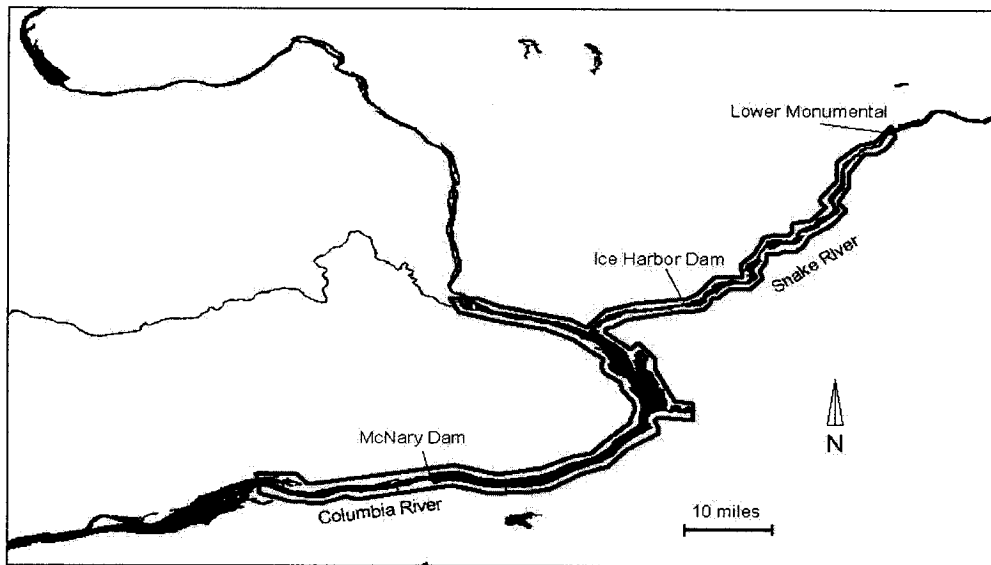 Lower Monumental
Ice Harbor Dam
Snake River
McNary Dam
N
Columbia River
10 miles